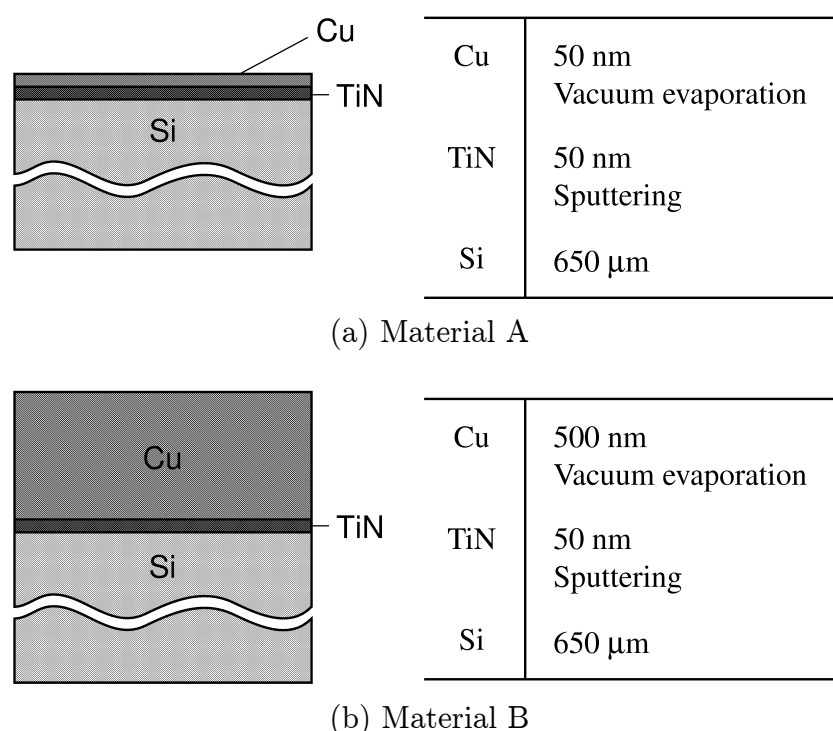 Cu
TiN
Si
Cu 50 nm
Vacuum evaporation
TiN 50 nm
Sputtering
Si 650 μm
(a) Material A
Cu
TiN
Si
Cu 500 nm
Vacuum evaporation
TiN 50 nm
Sputtering
Si 650 μm
(b) Material B